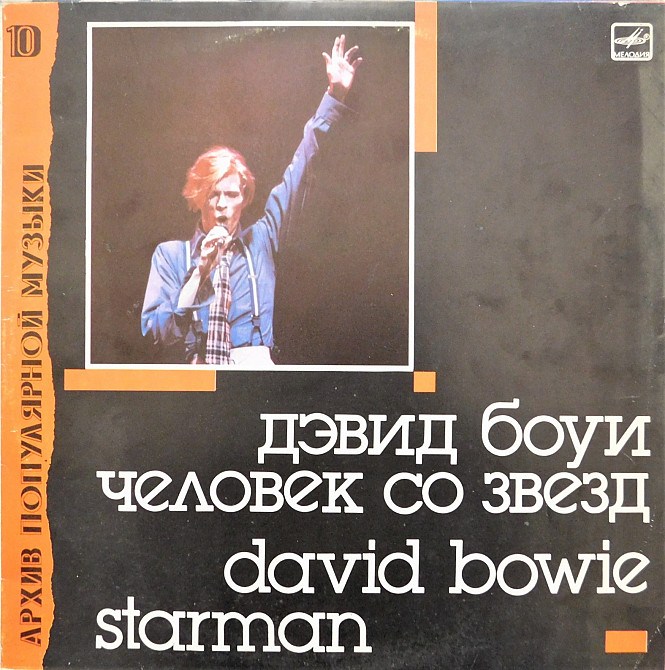 10
АРХИВ ПОПУЛЯРНОЙ МУЗЫКИ
МЕЛОДИЯ
дэвид боуи
человек со звезд
david bowie
starman